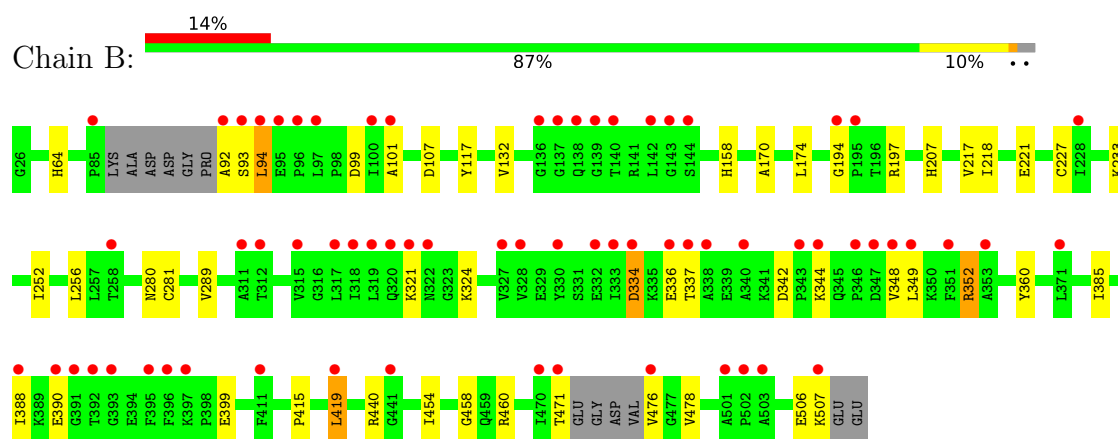 14%
Chain B:
87% 10% • •
G26 H64 P85 LYS ALA ASP ASP GLY PRO A92 S93 L94 E95 P96 L97 P98 D99 I100 A101 D107 Y117 V132 G136 G137 Q138 G139 T140 R141 L142 G143 S144 H158 A170 L174 G194 P195 T196 R197 H207 V217 I218 E221 C227 I228 K233
I252 L256 L257 T258 N280 C281 V289 A311 T312 V315 G316 L317 I318 L319 Q320 K321 N322 G323 K324 V327 V328 E329 Y330 S331 E332 I333 D334 K335 E336 T337 A338 E339 A340 K341 D342 P343 K344 Q345 P346 D347 V348 L349 K350 F351 R352 A353 Y360 L371 I385
I388 K389 E390 G391 T392 G393 E394 F395 F396 K397 P398 E399 F411 P415 L419 R440 G441 I454 G458 Q459 R460 I470 T471 GLU GLY ASP VAL V476 G477 V478 A501 P502 A503 E506 K507 GLU GLU